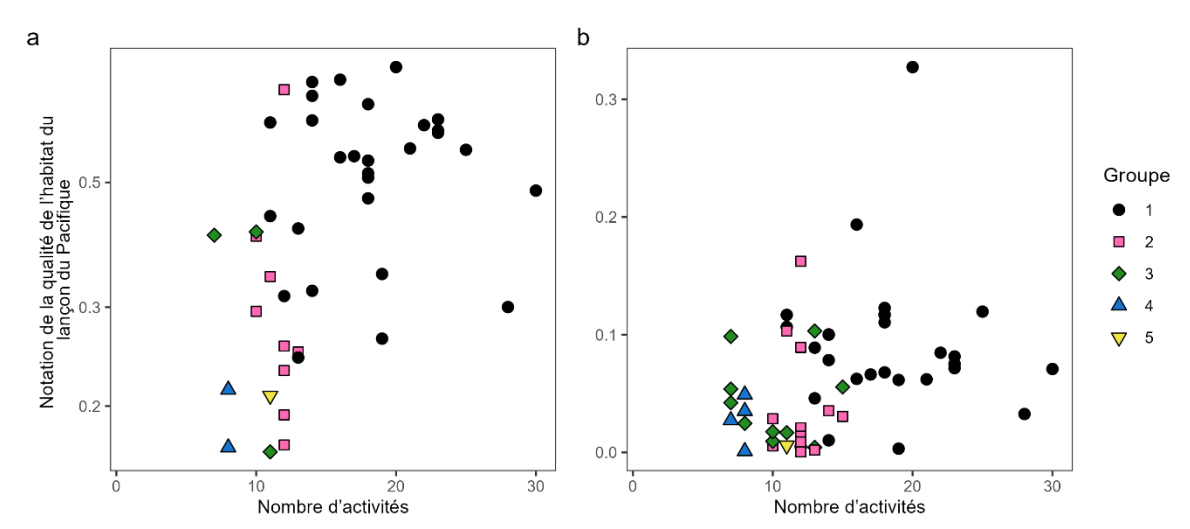 a
b
Notation de la qualité de l'habitat du
lançon du Pacifique
0.5
0.3
0.2
0
10
20
30
Nombre d'activités
0.3
0.2
0.1
0.0
0
10
20
30
Nombre d'activités
Groupe
1
2
3
4
5